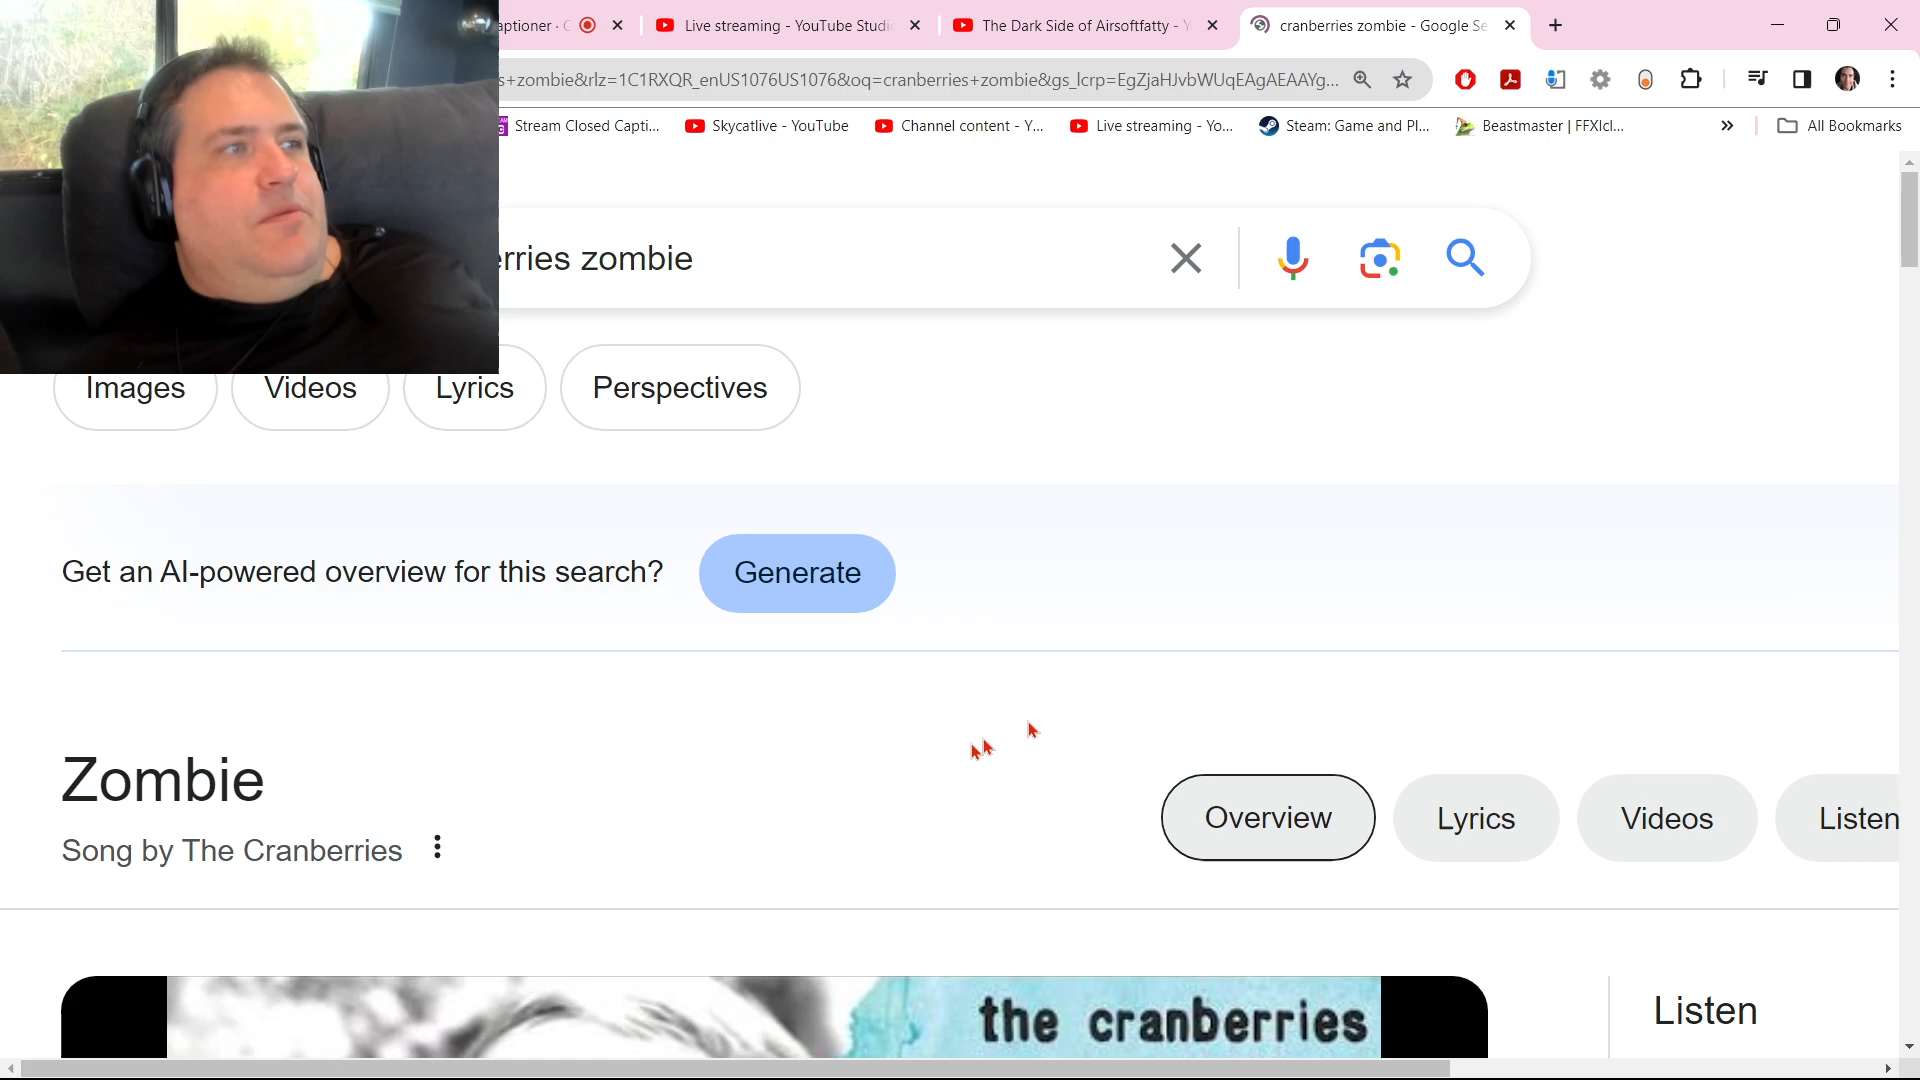 aptioner · C
Live streaming - YouTube Studi
The Dark Side of Airsoftfatty - Y
cranberries zombie - Google Se
s+zombie&rlz=1C1RXQR_enUS1076US1076&oq=cranberries+zombie&gs_lcrp=EgZjaHJvbWUqEAgAEAAYg...
Stream Closed Capti...
Skycatlive - YouTube
Channel content - Y...
Live streaming - Yo...
Steam: Game and Pl...
Beastmaster | FFXIcl...
All Bookmarks
erries zombie
Images
Videos
Lyrics
Perspectives
Get an AI-powered overview for this search?
Generate
Zombie
Song by The Cranberries
Overview
Lyrics
Videos
Listen
the cranberries
Listen